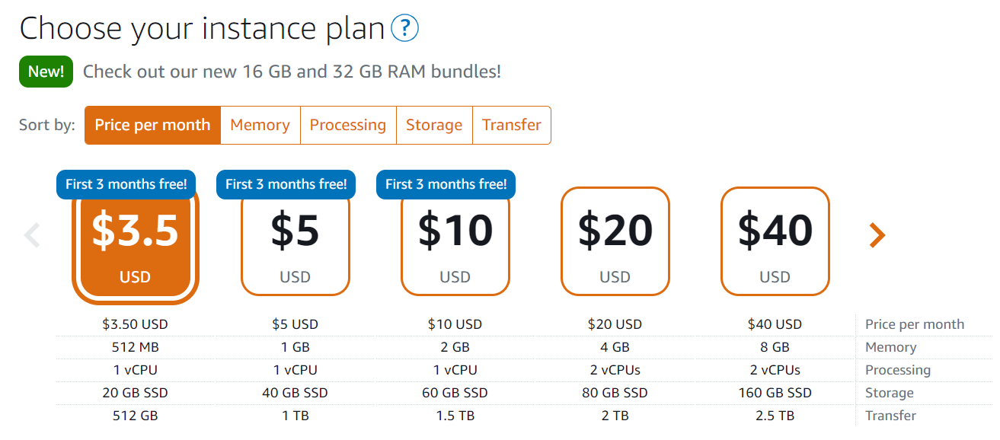 Choose your instance plan ?
New! Check out our new 16 GB and 32 GB RAM bundles!
Sort by: Price per month Memory Processing Storage Transfer
First 3 months free! First 3 months free! First 3 months free!
$3.5 $5 $10 $20 $40
USD USD USD USD USD
$3.50 USD $5 USD $10 USD $20 USD $40 USD Price per month
512 MB 1 GB 2 GB 4 GB 8 GB Memory
1 vCPU 1 vCPU 1 vCPU 2 vCPUs 2 vCPUs Processing
20 GB SSD 40 GB SSD 60 GB SSD 80 GB SSD 160 GB SSD Storage
512 GB 1 TB 1.5 TB 2 TB 2.5 TB Transfer